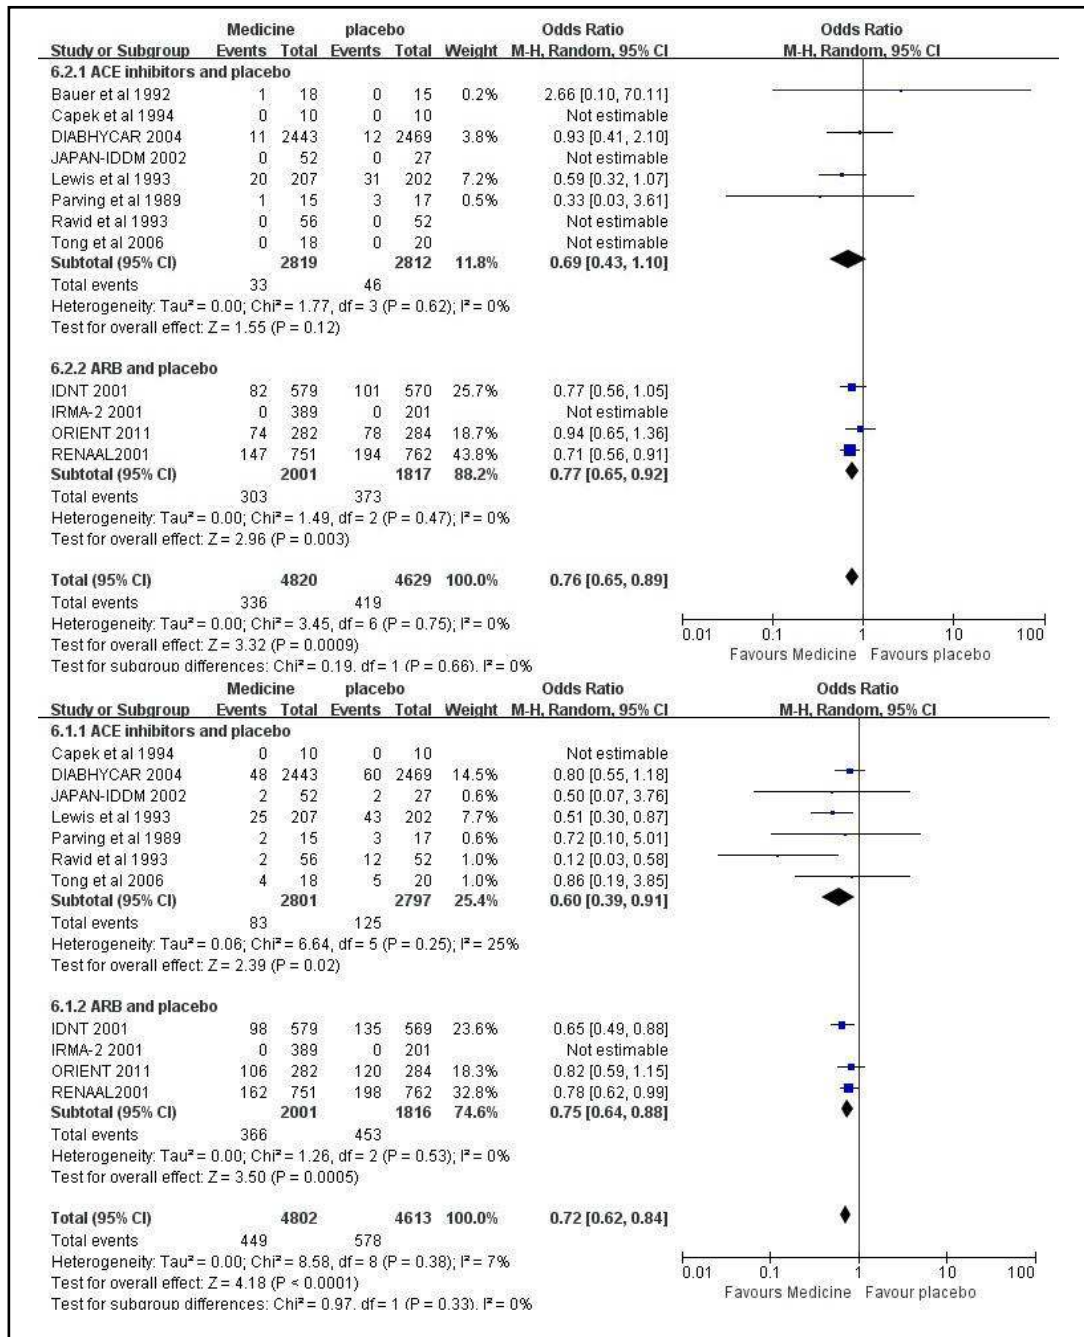 Medicine placebo Odds Ratio Odds Ratio
Study or Subgroup Events Total Events Total Weight M-H, Random, 95% CI M-H, Random, 95% CI
6.2.1 ACE inhibitors and placebo
Bauer et al 1992 1 18 0 15 0.2% 2.66 [0.10, 70.11]
Capek et al 1994 0 10 0 10 Not estimable
DIABHYCAR 2004 11 2443 12 2469 3.8% 0.93 [0.41, 2.10]
JAPAN-IDDM 2002 0 52 0 27 Not estimable
Lewis et al 1993 20 207 31 202 7.2% 0.59 [0.32, 1.07]
Parving et al 1989 1 15 3 17 0.5% 0.33 [0.03, 3.61]
Ravid et al 1993 0 56 0 52 Not estimable
Tong et al 2006 0 18 0 20 Not estimable
Subtotal (95% CI) 2819 2812 11.8% 0.69 [0.43, 1.10]
Total events 33 46
Heterogeneity: Tau² = 0.00; Chi² = 1.77, df = 3 (P = 0.62); I² = 0%
Test for overall effect: Z = 1.55 (P = 0.12)
6.2.2 ARB and placebo
IDNT 2001 82 579 101 570 25.7% 0.77 [0.56, 1.05]
IRMA-2 2001 0 389 0 201 Not estimable
ORIENT 2011 74 282 78 284 18.7% 0.94 [0.65, 1.36]
RENAAL2001 147 751 194 762 43.8% 0.71 [0.56, 0.91]
Subtotal (95% CI) 2001 1817 88.2% 0.77 [0.65, 0.92]
Total events 303 373
Heterogeneity: Tau² = 0.00; Chi² = 1.49, df = 2 (P = 0.47); I² = 0%
Test for overall effect: Z = 2.96 (P = 0.003)
Total (95% CI) 4820 4629 100.0% 0.76 [0.65, 0.89]
Total events 336 419
Heterogeneity: Tau² = 0.00; Chi² = 3.45, df = 6 (P = 0.75); I² = 0%
Test for overall effect: Z = 3.32 (P = 0.0009)
Test for subgroup differences: Chi² = 0.19, df = 1 (P = 0.66), I² = 0%
0.01 0.1 1 10 100
Favours Medicine Favours placebo
Medicine placebo Odds Ratio Odds Ratio
Study or Subgroup Events Total Events Total Weight M-H, Random, 95% CI M-H, Random, 95% CI
6.1.1 ACE inhibitors and placebo
Capek et al 1994 0 10 0 10 Not estimable
DIABHYCAR 2004 48 2443 60 2469 14.5% 0.80 [0.55, 1.18]
JAPAN-IDDM 2002 2 52 2 27 0.6% 0.50 [0.07, 3.76]
Lewis et al 1993 25 207 43 202 7.7% 0.51 [0.30, 0.87]
Parving et al 1989 2 15 3 17 0.6% 0.72 [0.10, 5.01]
Ravid et al 1993 2 56 12 52 1.0% 0.12 [0.03, 0.58]
Tong et al 2006 4 18 5 20 1.0% 0.86 [0.19, 3.85]
Subtotal (95% CI) 2801 2797 25.4% 0.60 [0.39, 0.91]
Total events 83 125
Heterogeneity: Tau² = 0.06; Chi² = 6.64, df = 5 (P = 0.25); I² = 25%
Test for overall effect: Z = 2.39 (P = 0.02)
6.1.2 ARB and placebo
IDNT 2001 98 579 135 569 23.6% 0.65 [0.49, 0.88]
IRMA-2 2001 0 389 0 201 Not estimable
ORIENT 2011 106 282 120 284 18.3% 0.82 [0.59, 1.15]
RENAAL2001 162 751 198 762 32.8% 0.78 [0.62, 0.99]
Subtotal (95% CI) 2001 1816 74.6% 0.75 [0.64, 0.88]
Total events 366 453
Heterogeneity: Tau² = 0.00; Chi² = 1.26, df = 2 (P = 0.53); I² = 0%
Test for overall effect: Z = 3.50 (P = 0.0005)
Total (95% CI) 4802 4613 100.0% 0.72 [0.62, 0.84]
Total events 449 578
Heterogeneity: Tau² = 0.00; Chi² = 8.58, df = 8 (P = 0.38); I² = 7%
Test for overall effect: Z = 4.18 (P < 0.0001)
Test for subgroup differences: Chi² = 0.97, df = 1 (P = 0.33), I² = 0%
0.01 0.1 1 10 100
Favours Medicine Favour placebo